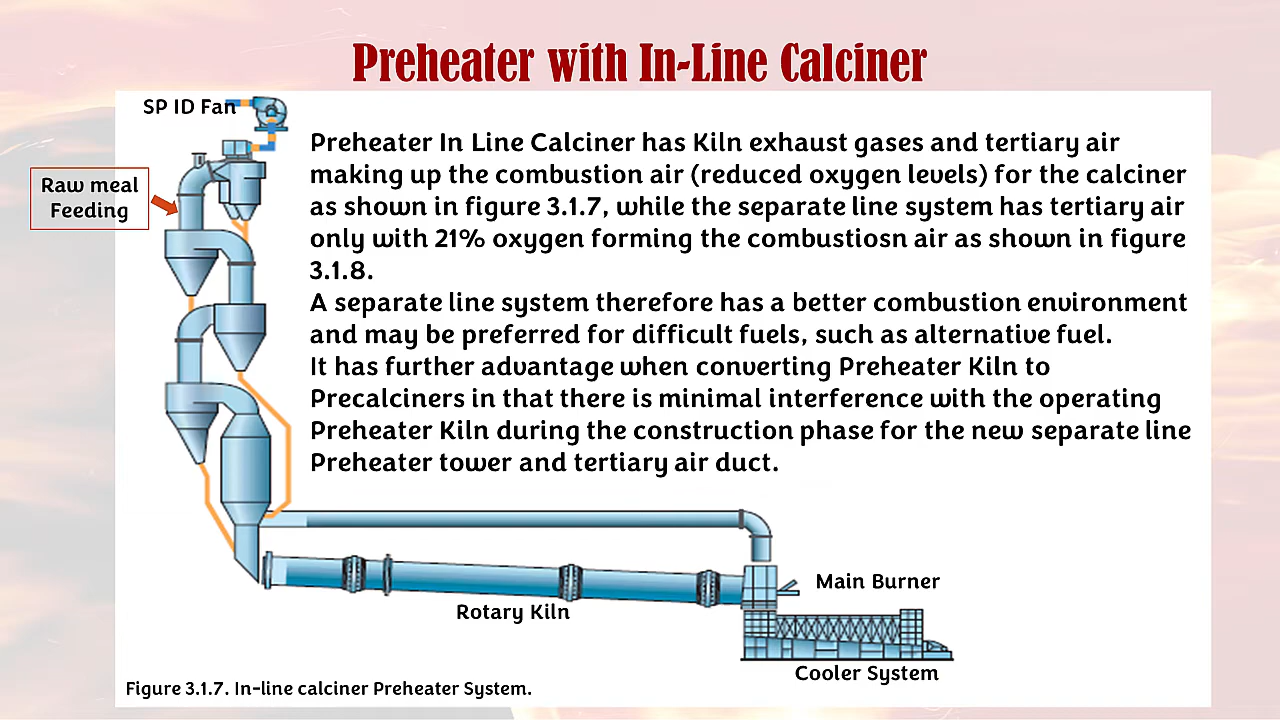 Preheater with In-Line Calciner
SP ID Fan
Raw meal
Feeding
Preheater In Line Calciner has Kiln exhaust gases and tertiary air
making up the combustion air (reduced oxygen levels) for the calciner
as shown in figure 3.1.7, while the separate line system has tertiary air
only with 21% oxygen forming the combustiosn air as shown in figure
3.1.8.
A separate line system therefore has a better combustion environment
and may be preferred for difficult fuels, such as alternative fuel.
It has further advantage when converting Preheater Kiln to
Precalciners in that there is minimal interference with the operating
Preheater Kiln during the construction phase for the new separate line
Preheater tower and tertiary air duct.
Main Burner
Rotary Kiln
Cooler System
Figure 3.1.7. In-line calciner Preheater System.